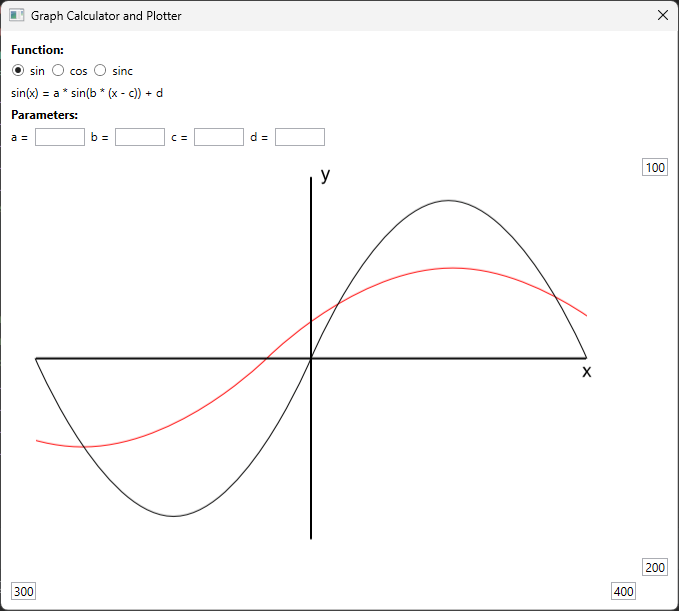 Graph Calculator and Plotter
Function:
sin cos sinc
sin(x) = a * sin(b * (x - c)) + d
Parameters:
a = b = c = d =
100
y
x
200
300 400